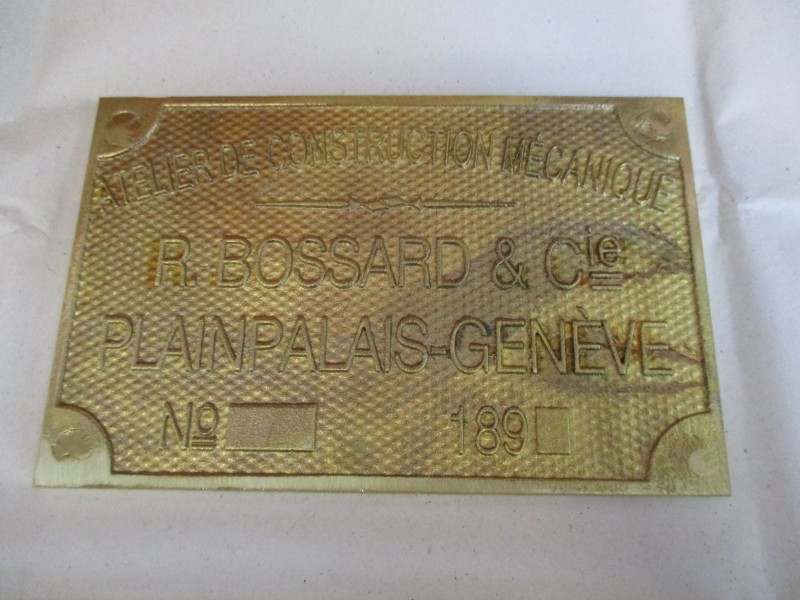 ATELIER DE CONSTRUCTION MÉCANIQUE
R. BOSSARD & Cie
PLAINPALAIS-GENÈVE
No 189